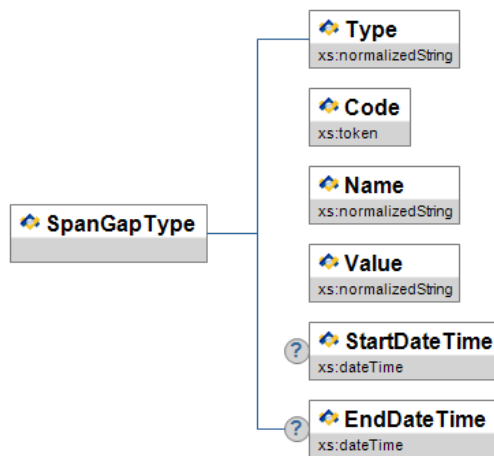 Type
xs:normalizedString
Code
xs:token
Name
xs:normalizedString
SpanGapType
Value
xs:normalizedString
?
StartDateTime
xs:dateTime
?
EndDateTime
xs:dateTime